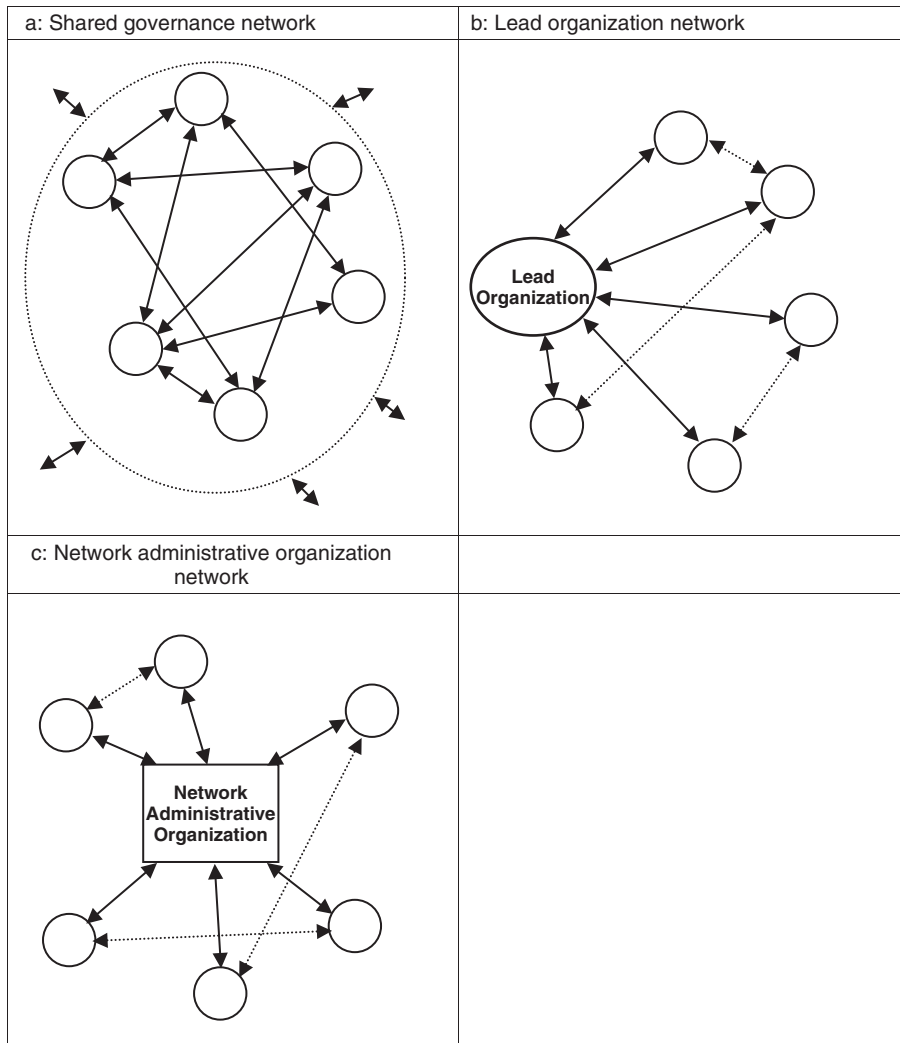 a: Shared governance network
b: Lead organization network
Lead
Organization
c: Network administrative organization
network
Network
Administrative
Organization